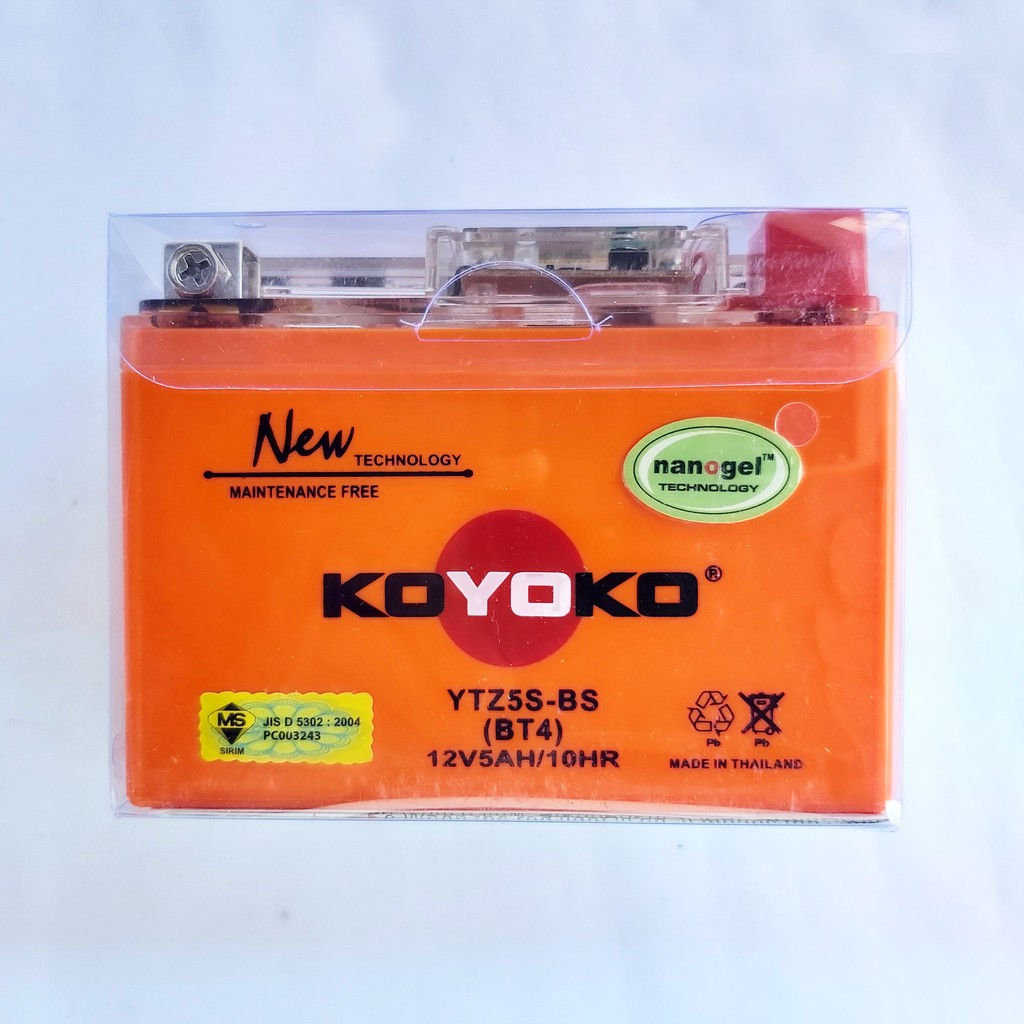 New TECHNOLOGY
MAINTENANCE FREE
nanogel™
TECHNOLOGY
KOYOKO®
YTZ5S-BS
(BT4)
12V5AH/10HR
MS
SIRIM
JIS D 5302 : 2004
PC003243
Pb Pb
MADE IN THAILAND